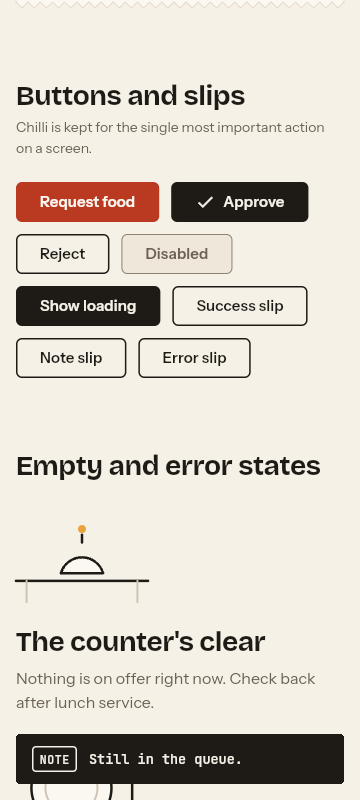 Buttons and slips
Chilli is kept for the single most important action
on a screen.
Request food
Approve
Reject
Disabled
Show loading
Success slip
Note slip
Error slip
Empty and error states
The counter's clear
Nothing is on offer right now. Check back
after lunch service.
NOTE Still in the queue.